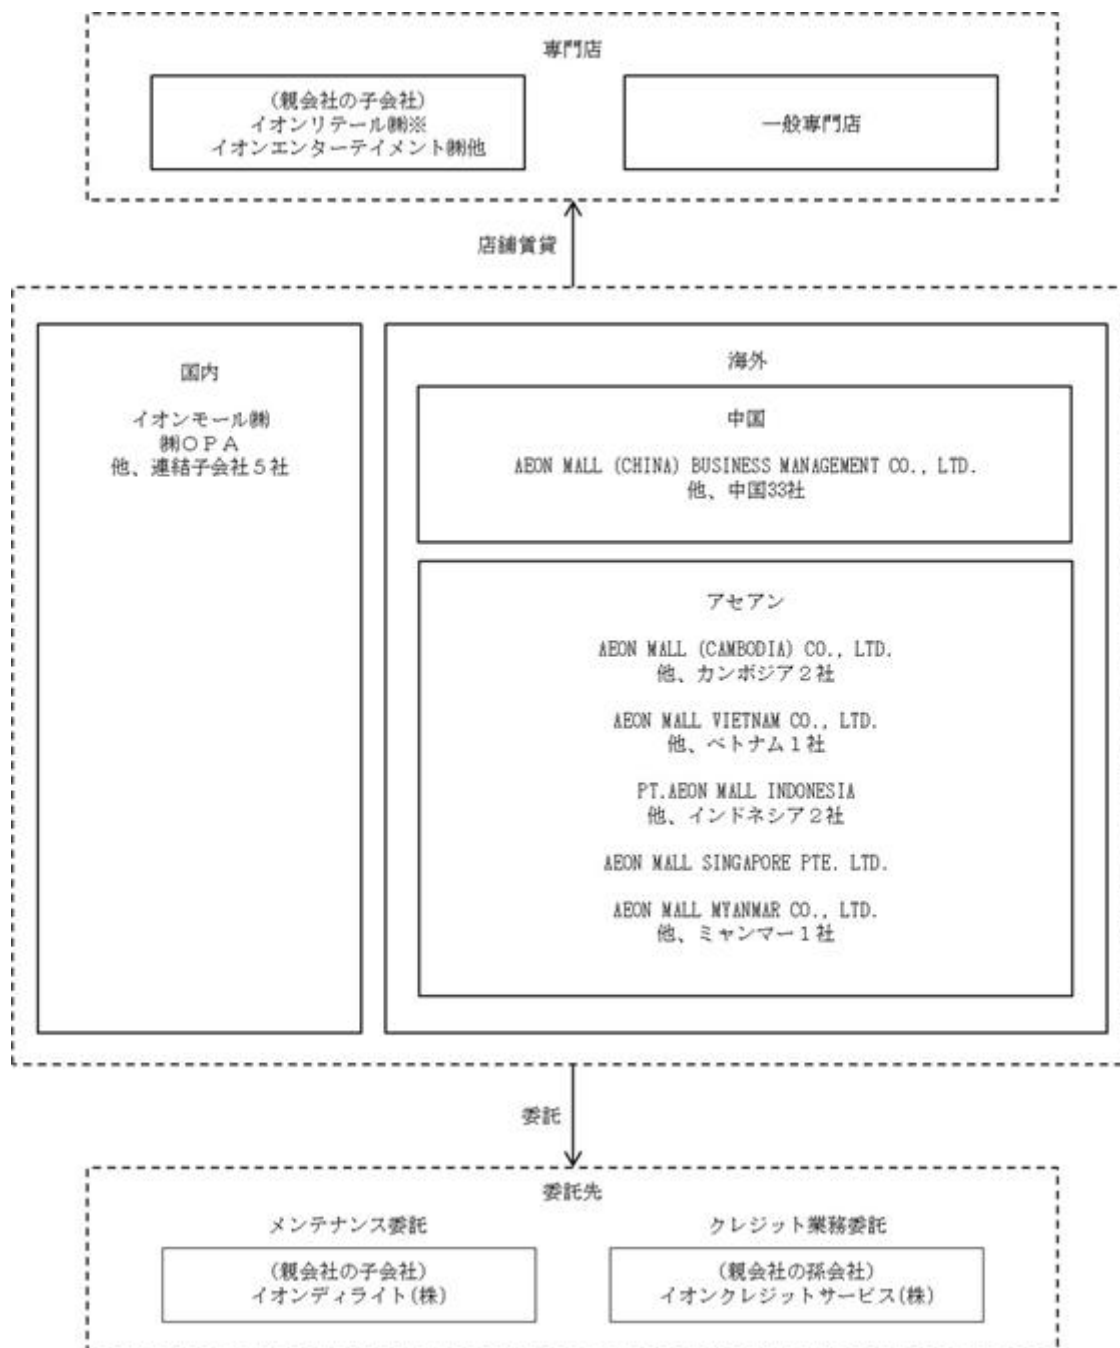 専門店
(親会社の子会社)
イオンリテール㈱※
イオンエンターテイメント㈱他
一般専門店
店舗賃貸
国内
イオンモール㈱
㈱ＯＰＡ
他、連結子会社５社
海外
中国
AEON MALL (CHINA) BUSINESS MANAGEMENT CO., LTD.
他、中国33社
アセアン
AEON MALL (CAMBODIA) CO., LTD.
他、カンボジア２社
AEON MALL VIETNAM CO., LTD.
他、ベトナム１社
PT.AEON MALL INDONESIA
他、インドネシア２社
AEON MALL SINGAPORE PTE. LTD.
AEON MALL MYANMAR CO., LTD.
他、ミャンマー１社
委託
委託先
メンテナンス委託
(親会社の子会社)
イオンディライト(株)
クレジット業務委託
(親会社の孫会社)
イオンクレジットサービス(株)